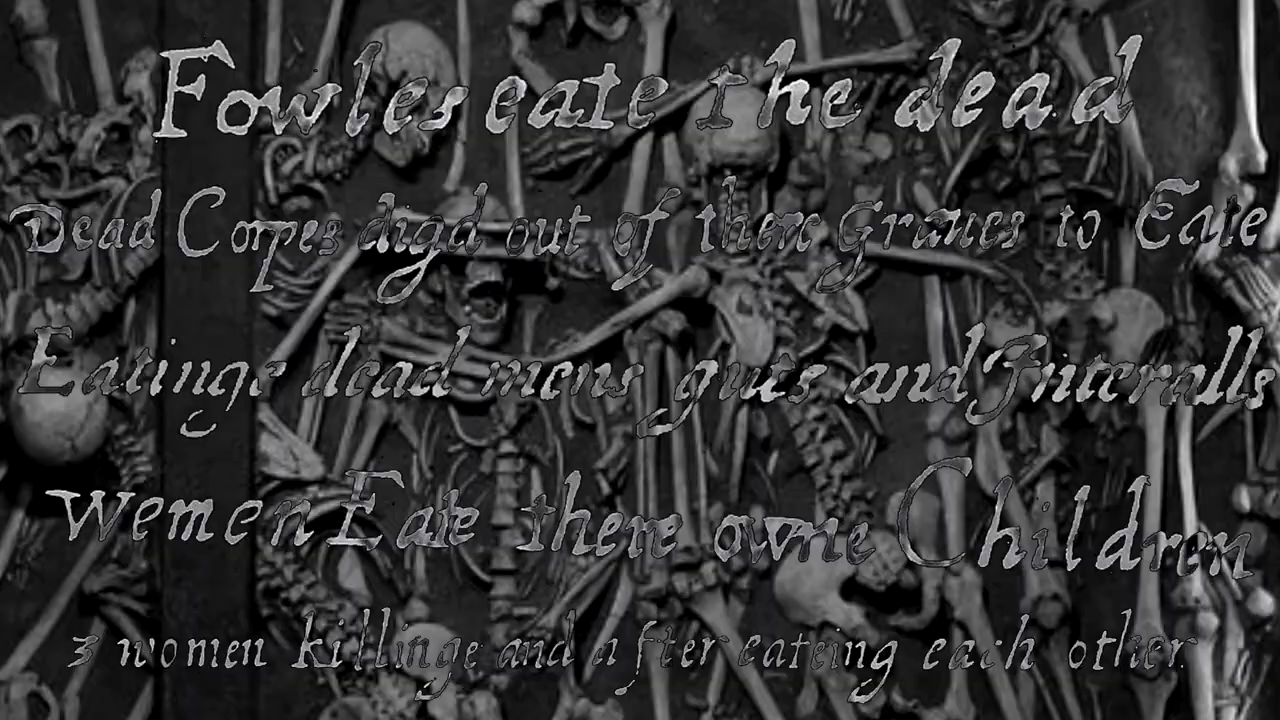 Fowles eate the dead
Dead Corpes digd out of there Graues to Eate
Eatinge dead mens guts and Interalls
wemen Eate there owne Children
3 women killinge and after eateing each other.